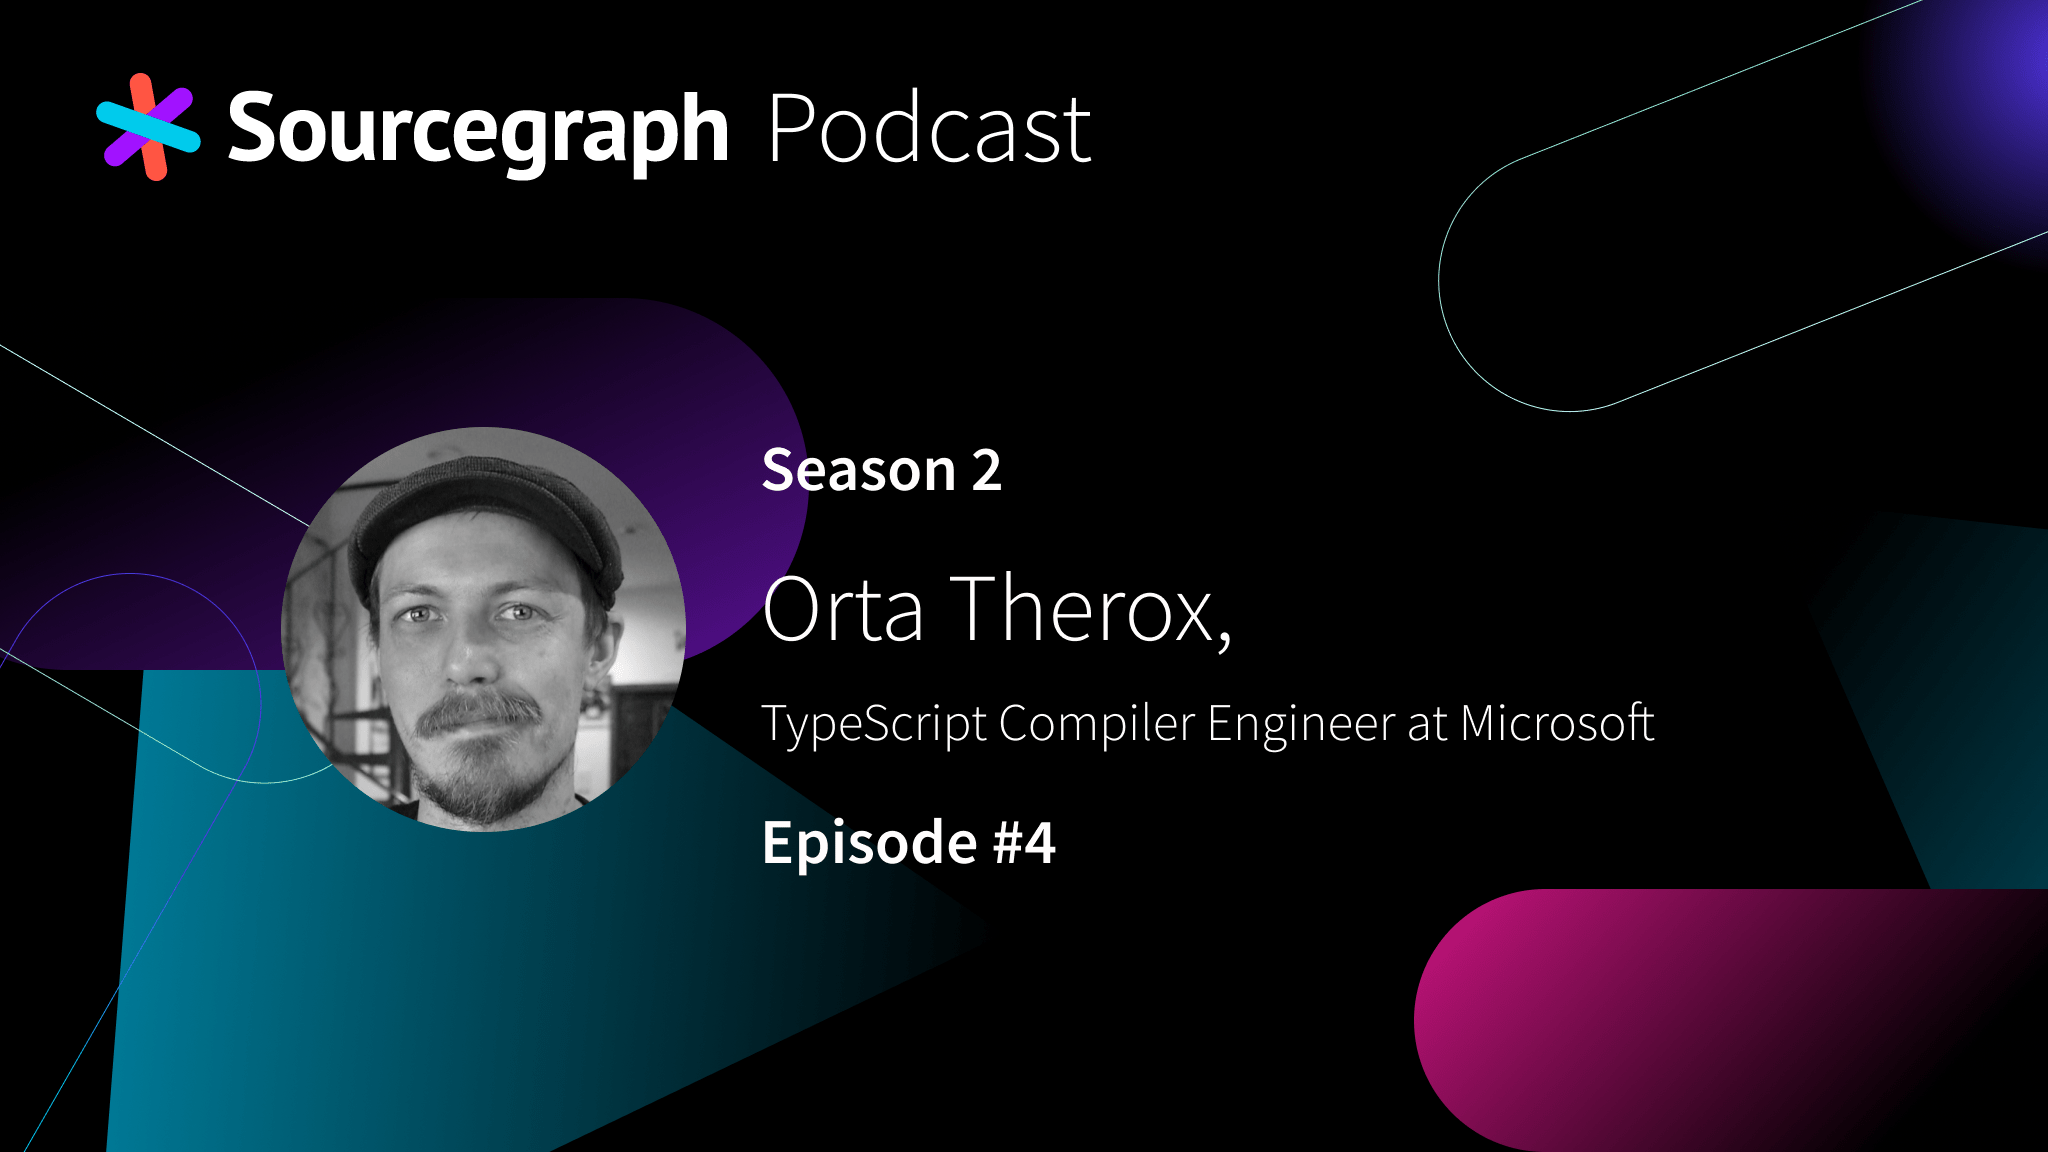 Sourcegraph Podcast
Season 2
Orta Therox,
TypeScript Compiler Engineer at Microsoft
Episode #4